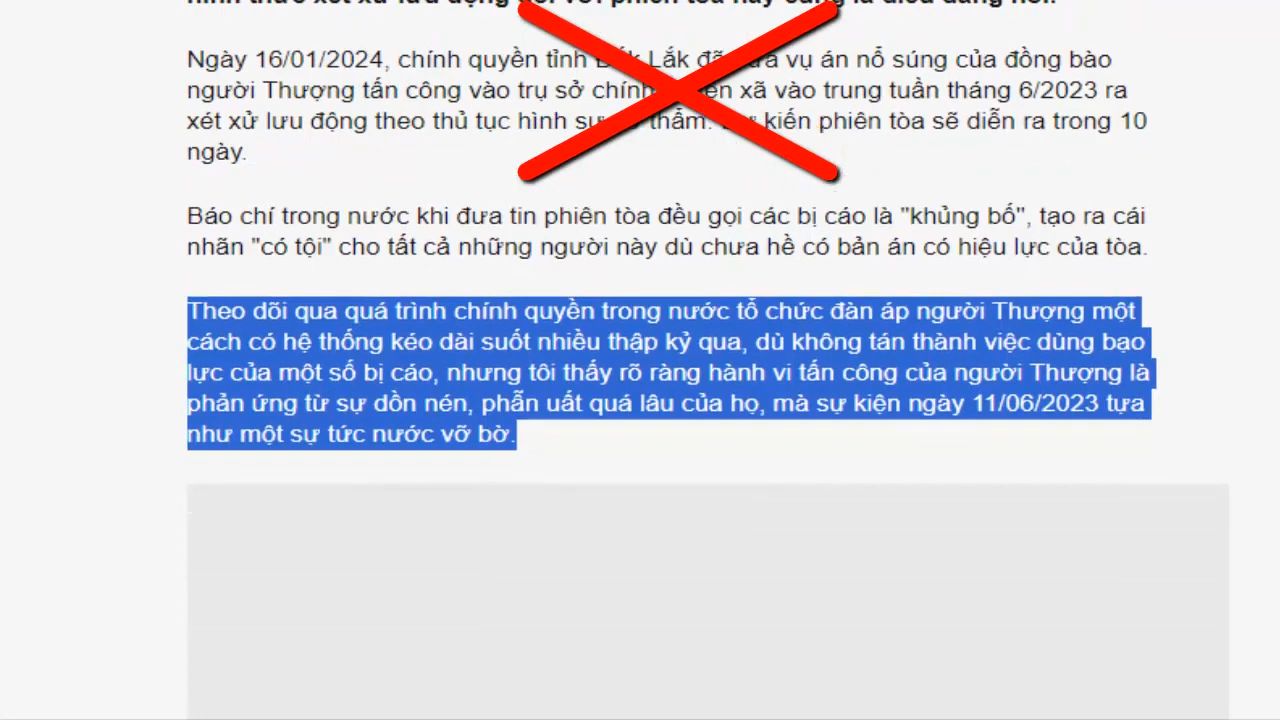 Ngày 16/01/2024, chính quyền tỉnh Lắk đã vụ án nổ súng của đồng bào
người Thượng tấn công vào trụ sở chính xã vào trung tuần tháng 6/2023 ra
xét xử lưu động theo thủ tục hình sự thẩm. kiến phiên tòa sẽ diễn ra trong 10
ngày.
Báo chí trong nước khi đưa tin phiên tòa đều gọi các bị cáo là "khủng bố", tạo ra cái
nhãn "có tội" cho tất cả những người này dù chưa hề có bản án có hiệu lực của tòa.
Theo dõi qua quá trình chính quyền trong nước tổ chức đàn áp người Thượng một
cách có hệ thống kéo dài suốt nhiều thập kỷ qua, dù không tán thành việc dùng bạo
lực của một số bị cáo, nhưng tôi thấy rõ ràng hành vi tấn công của người Thượng là
phản ứng từ sự dồn nén, phẫn uất quá lâu của họ, mà sự kiện ngày 11/06/2023 tựa
như một sự tức nước vỡ bờ.